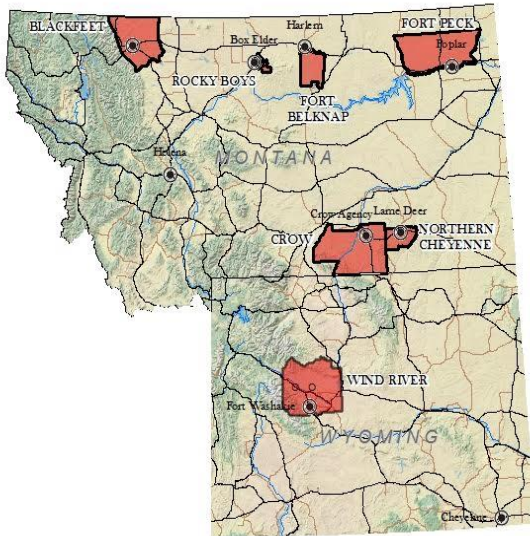 BLACKFEET
Harlem
FORT PECK
Box Elder
Poplar
ROCKY BOYS
FORT
BELKNAP
Helena
MONTANA
Crow Agency
Lame Deer
CROW
NORTHERN
CHEYENNE
WIND RIVER
Fort Washakie
WYOMING
Cheyenne